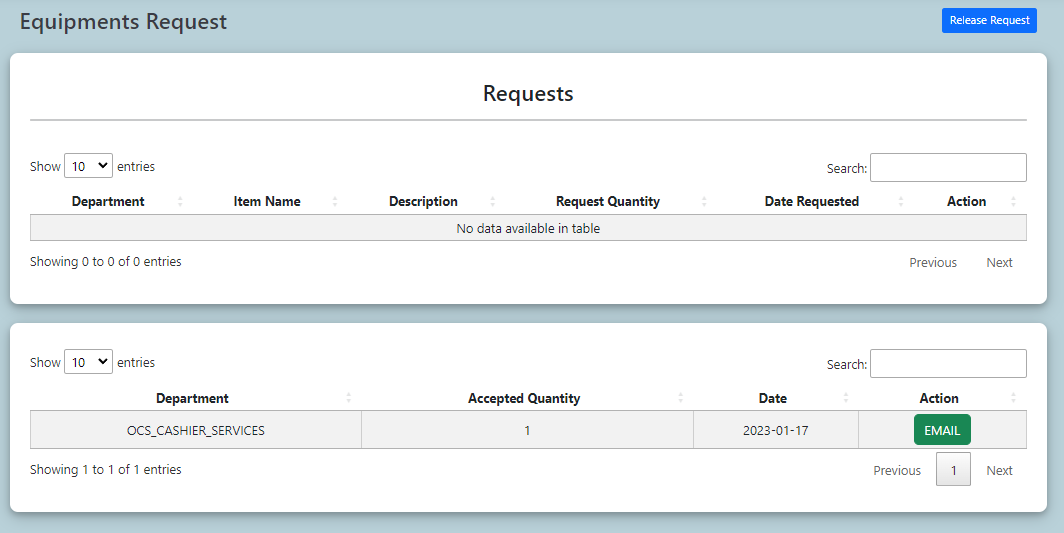 Equipments Request
Release Request
Requests
Show 10 entries
Search:
Department Item Name Description Request Quantity Date Requested Action
No data available in table
Showing 0 to 0 of 0 entries
Previous Next
Show 10 entries
Search:
Department Accepted Quantity Date Action
OCS_CASHIER_SERVICES 1 2023-01-17 EMAIL
Showing 1 to 1 of 1 entries
Previous 1 Next